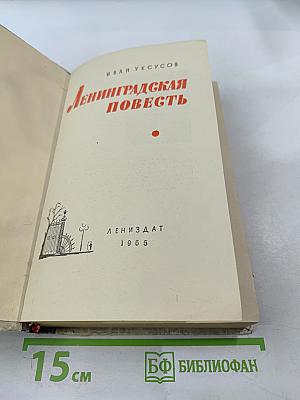 ИВАН УКСУСОВ
ЛЕНИНГРАДСКАЯ
ПОВЕСТЬ
ЛЕНИЗДАТ
1965
15 см
БФ БИБЛИОФАН